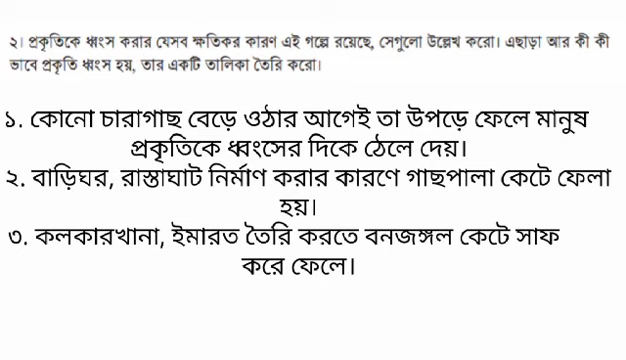 ২। প্রকৃতিকে ধ্বংস করার যেসব ক্ষতিকর কারণ এই গল্পে রয়েছে, সেগুলো উল্লেখ করো। এছাড়া আর কী কী
ভাবে প্রকৃতি ধ্বংস হয়, তার একটি তালিকা তৈরি করো।
১. কোনো চারাগাছ বেড়ে ওঠার আগেই তা উপড়ে ফেলে মানুষ
প্রকৃতিকে ধ্বংসের দিকে ঠেলে দেয়।
২. বাড়িঘর, রাস্তাঘাট নির্মাণ করার কারণে গাছপালা কেটে ফেলা
হয়।
৩. কলকারখানা, ইমারত তৈরি করতে বনজঙ্গল কেটে সাফ
করে ফেলে।